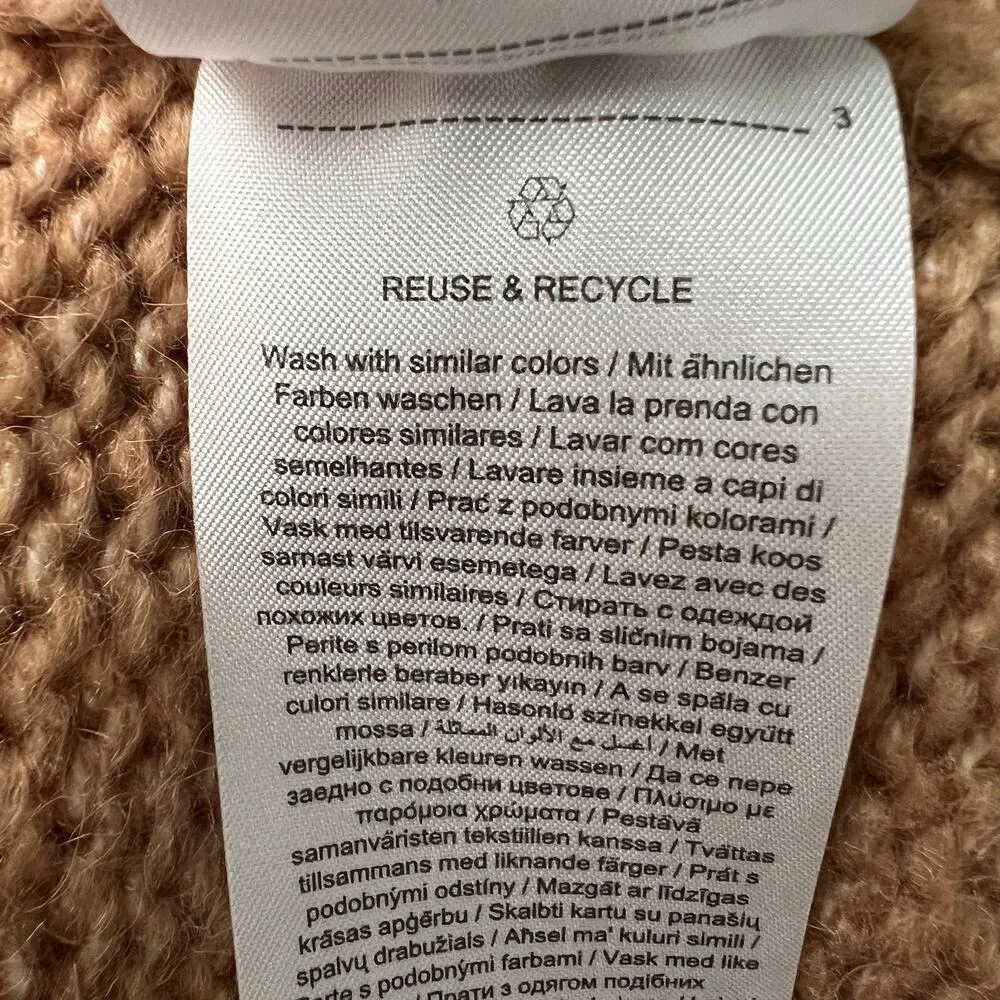 3
REUSE & RECYCLE
Wash with similar colors / Mit ähnlichen
Farben waschen / Lava la prenda con
colores similares / Lavar com cores
semelhantes / Lavare insieme a capi di
colori simili / Prać z podobnymi kolorami /
Vask med tilsvarende farver / Pesta koos
sarnast värvi esemetega / Lavez avec des
couleurs similaires / Стирать с одеждой
похожих цветов. / Prati sa sličnim bojama /
Perite s perilom podobnih barv / Benzer
renklerle beraber yıkayın / A se spăla cu
culori similare / Hasonló színekkel együtt
mossa / اغسل مع الألوان المماثلة / Met
vergelijkbare kleuren wassen / Да се пере
заедно с подобни цветове / Πλύσιμο με
παρόμοια χρώματα / Pestävä
samanväristen tekstiilien kanssa / Tvättas
tillsammans med liknande färger / Prát s
podobnými odstíny / Mazgāt ar līdzīgas
krāsas apģērbu / Skalbti kartu su panašių
spalvų drabužiais / Aħsel ma' kuluri simili /
s podobnými farbami / Vask med like
/ Прати з одягом подібних